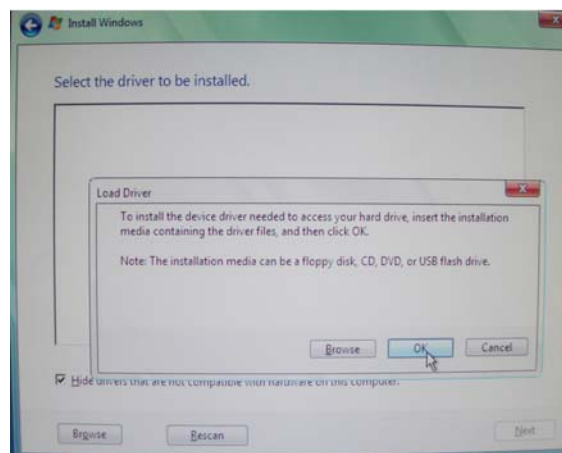 Install Windows
Select the driver to be installed.
Load Driver
To install the device driver needed to access your hard drive, insert the installation
media containing the driver files, and then click OK.
Note: The installation media can be a floppy disk, CD, DVD, or USB flash drive.
Browse OK Cancel
Hide drivers that are not compatible with hardware on this computer.
Browse Rescan Next